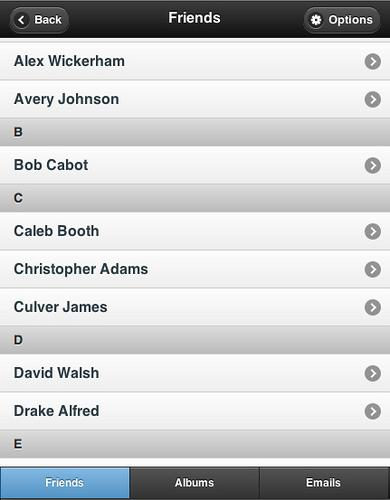 Back Friends Options
Alex Wickerham
Avery Johnson
B
Bob Cabot
C
Caleb Booth
Christopher Adams
Culver James
D
David Walsh
Drake Alfred
E
Friends Albums Emails